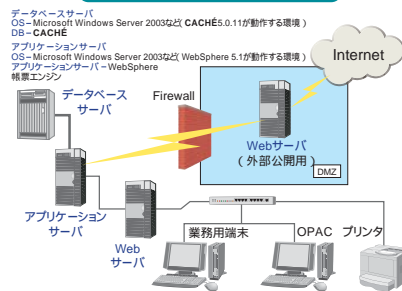 データベースサーバ
OS－Microsoft Windows Server 2003など（CACHÉ5.0.11が動作する環境）
DB－CACHÉ
アプリケーションサーバ
OS－Microsoft Windows Server 2003など（WebSphere 5.1が動作する環境）
アプリケーションサーバ－WebSphere
帳票エンジン
Internet
データベース
サーバ
Firewall
Webサーバ
（外部公開用）
DMZ
アプリケーション
サーバ
Web
サーバ
業務用端末
OPAC
プリンタ